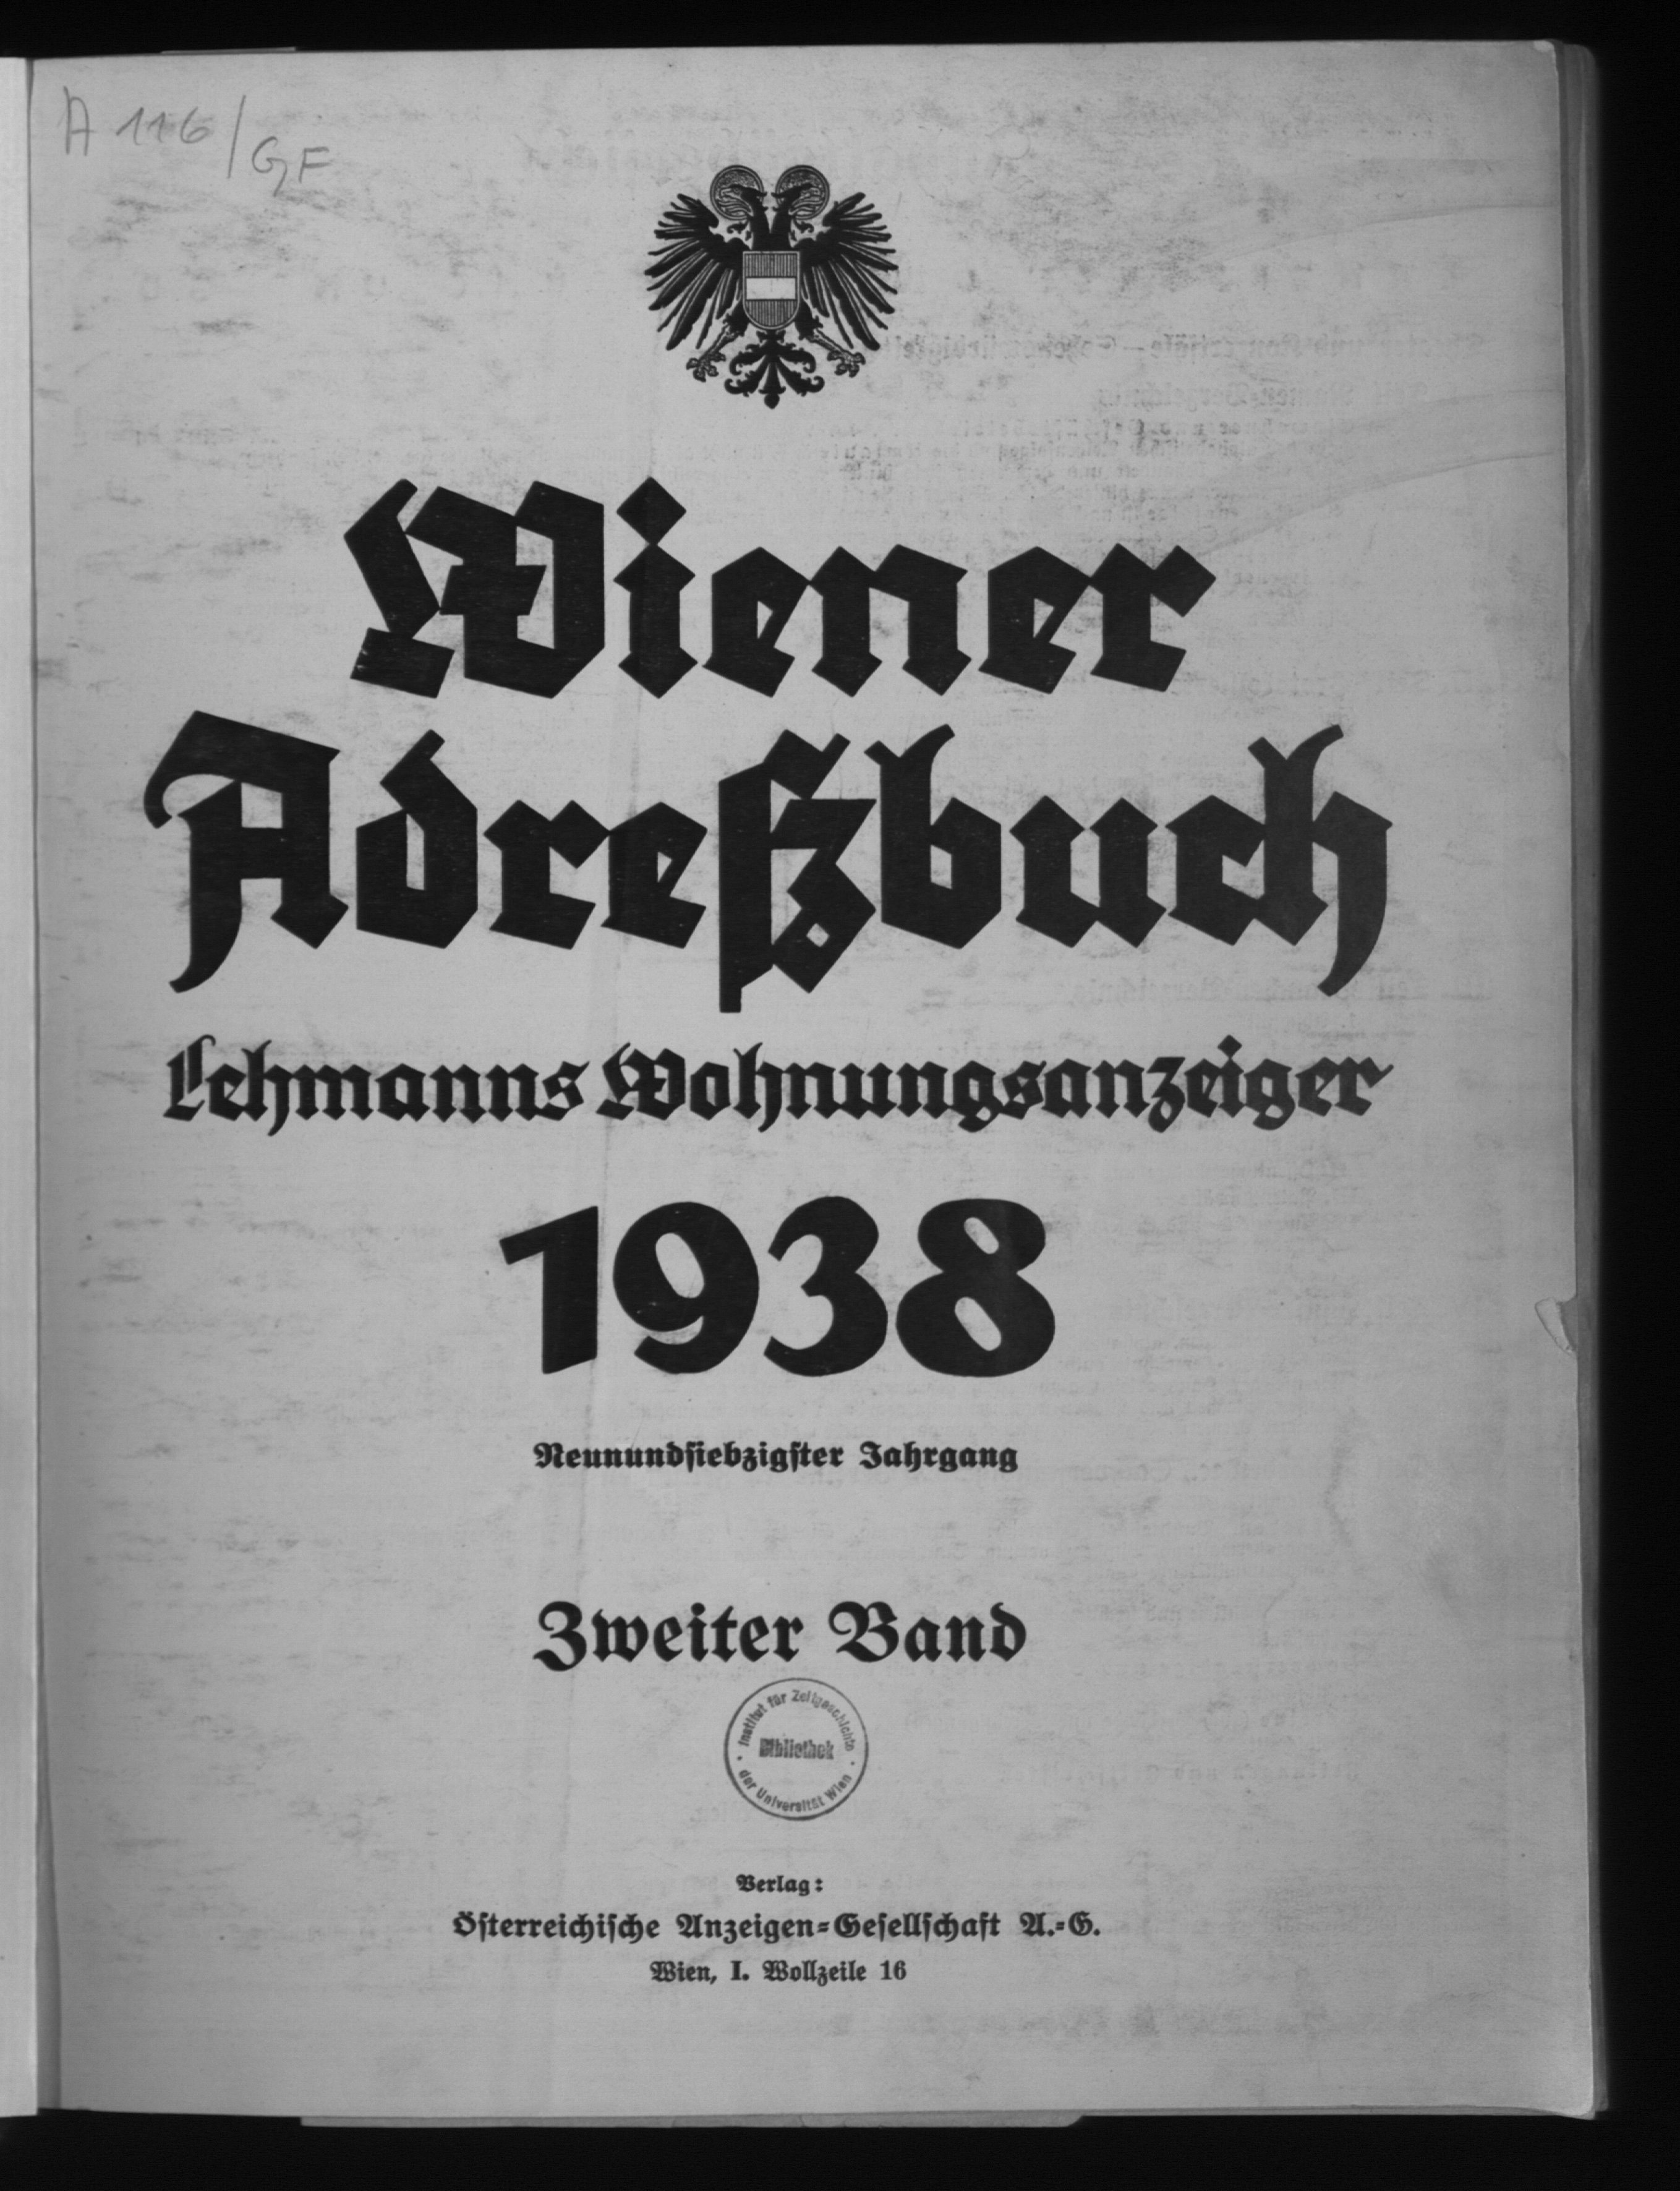 A 116/GF
Wiener
Adreßbuch
Lehmanns Wohnungsanzeiger
1938
Neunundsiebzigster Jahrgang
Zweiter Band
Institut für Zeitgeschichte
Bibliothek
der Universität Wien
Verlag:
Österreichische Anzeigen-Gesellschaft A.-G.
Wien, I. Wollzeile 16